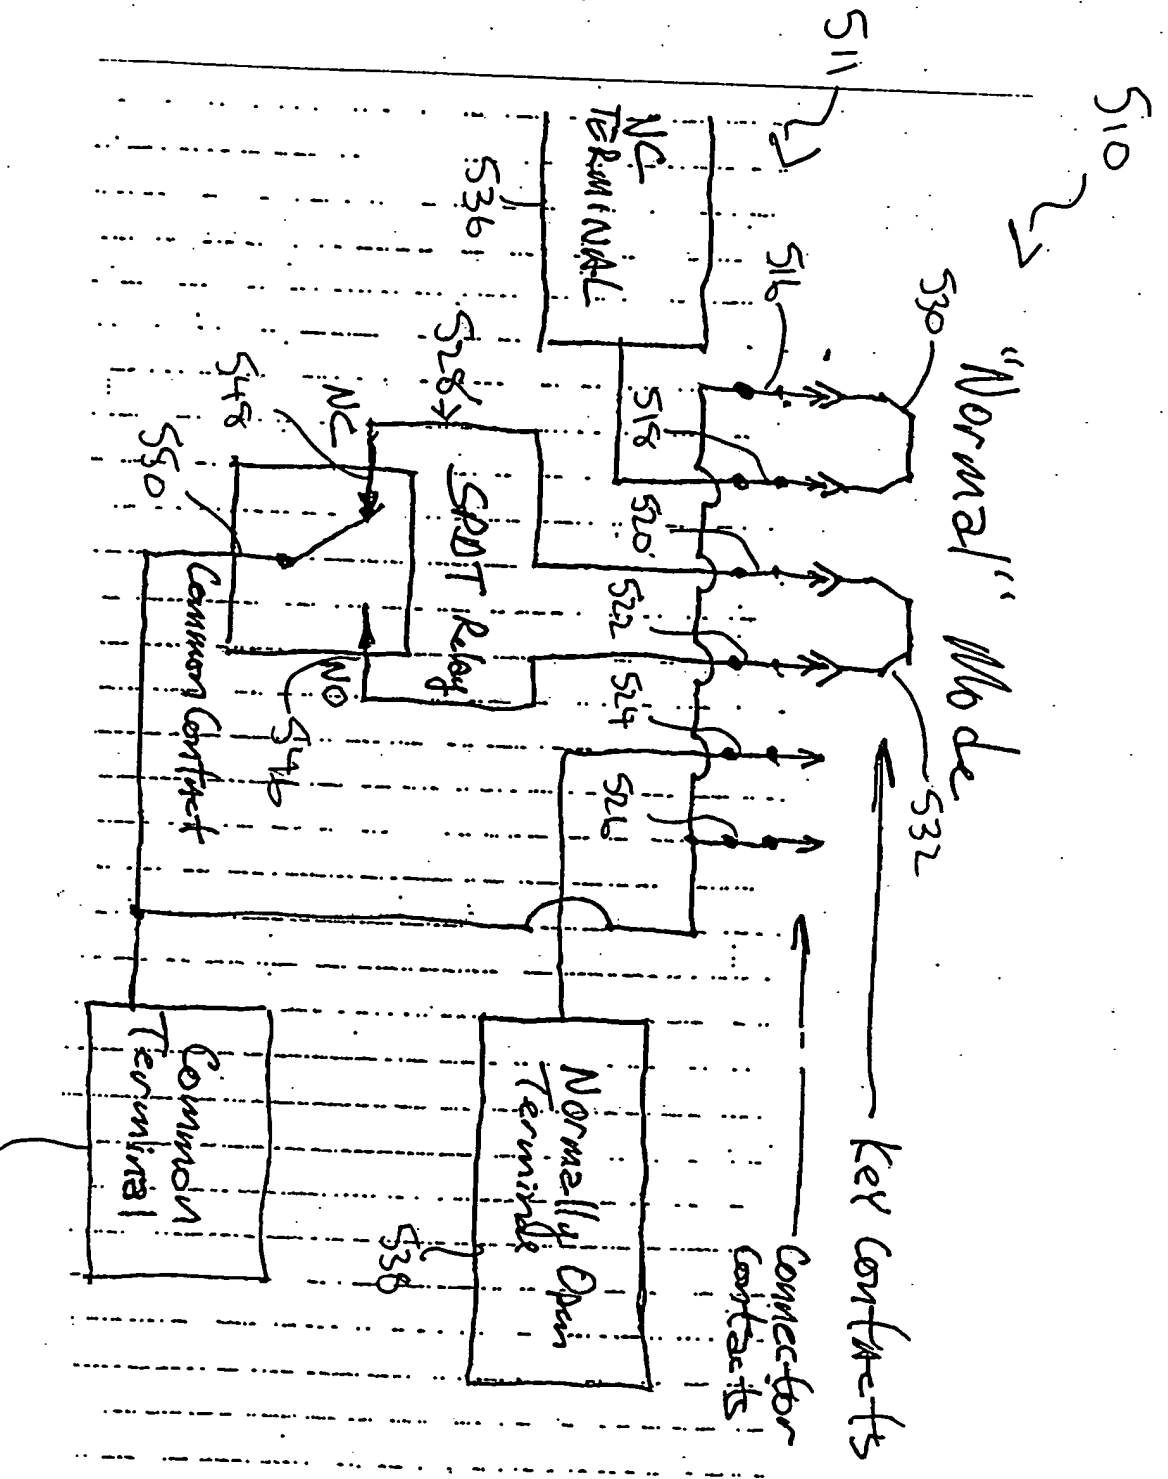 510
511
"Normal" Mode
530
532
Key Contacts
516
518
520
522
524
526
Connector
Contacts
NC
TERMINAL
536
528
SPDT Relay
NC
NO
548
550
546
Common Contact
Normally Open
Terminal
538
Common
Terminal